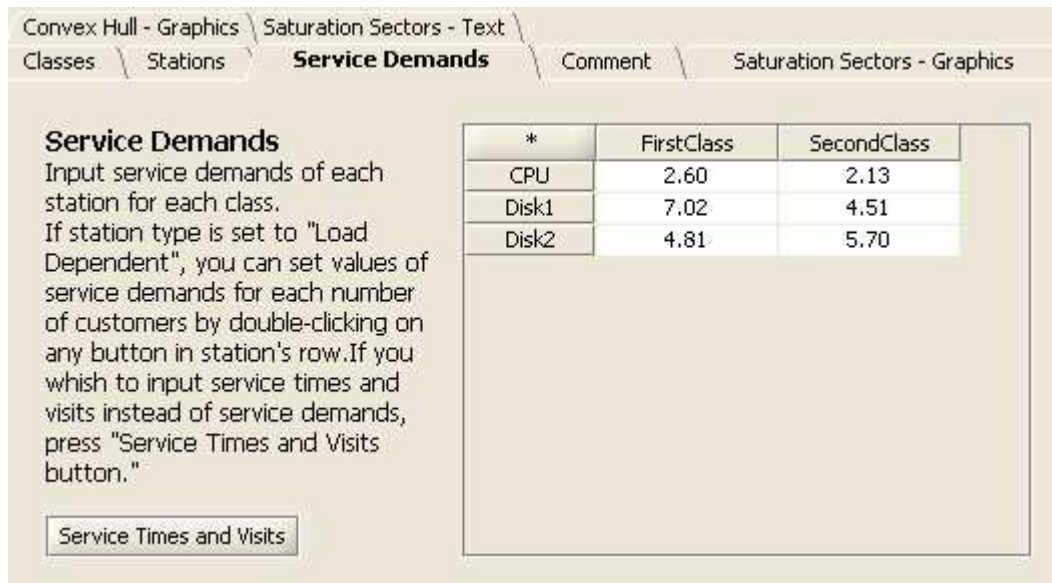 Convex Hull - Graphics Saturation Sectors - Text
Classes Stations Service Demands Comment Saturation Sectors - Graphics
Service Demands
Input service demands of each
station for each class.
If station type is set to "Load
Dependent", you can set values of
service demands for each number
of customers by double-clicking on
any button in station's row.If you
whish to input service times and
visits instead of service demands,
press "Service Times and Visits
button."
Service Times and Visits
* FirstClass SecondClass
CPU 2.60 2.13
Disk1 7.02 4.51
Disk2 4.81 5.70